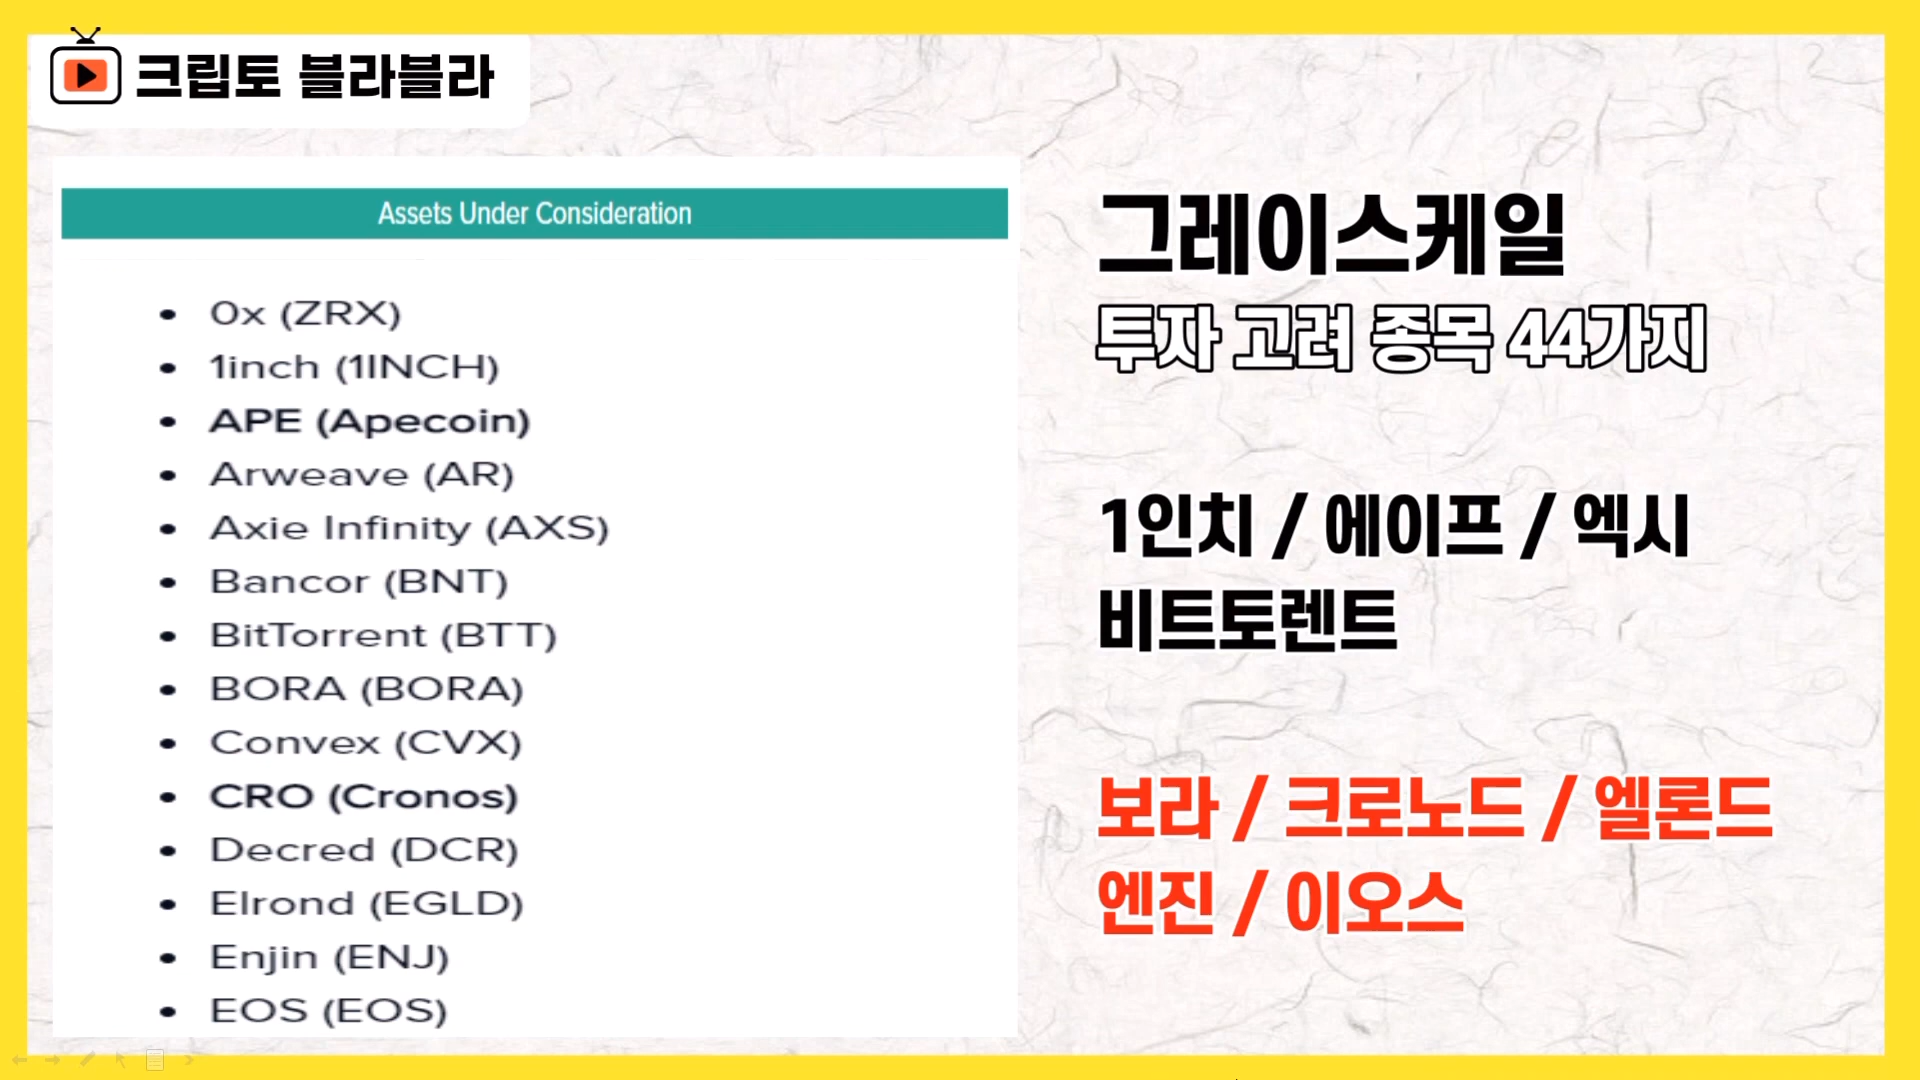 크립토 블라블라
Assets Under Consideration
• 0x (ZRX)
• 1inch (1INCH)
• APE (Apecoin)
• Arweave (AR)
• Axie Infinity (AXS)
• Bancor (BNT)
• BitTorrent (BTT)
• BORA (BORA)
• Convex (CVX)
• CRO (Cronos)
• Decred (DCR)
• Elrond (EGLD)
• Enjin (ENJ)
• EOS (EOS)
그레이스케일
투자 고려 종목 44가지
1인치 / 에이프 / 엑시
비트토렌트
보라 / 크로노드 / 엘론드
엔진 / 이오스